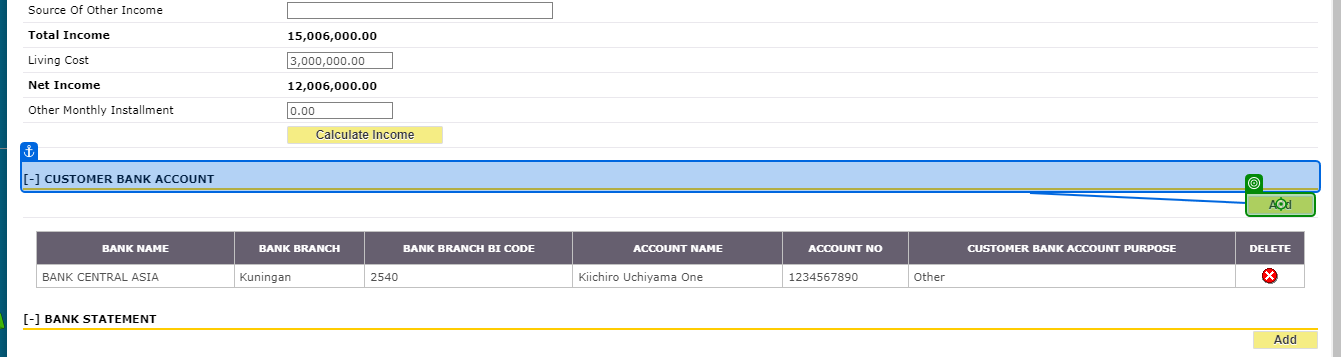 Source Of Other Income
Total Income 15,006,000.00
Living Cost 3,000,000.00
Net Income 12,006,000.00
Other Monthly Installment 0.00
Calculate Income
[-] CUSTOMER BANK ACCOUNT
Add
BANK NAME BANK BRANCH BANK BRANCH BI CODE ACCOUNT NAME ACCOUNT NO CUSTOMER BANK ACCOUNT PURPOSE DELETE
BANK CENTRAL ASIA Kuningan 2540 Kiichiro Uchiyama One 1234567890 Other
[-] BANK STATEMENT
Add